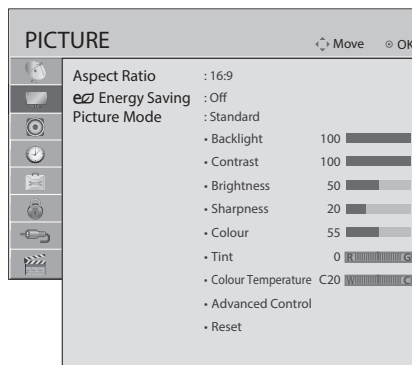 PICTURE Move OK
Aspect Ratio : 16:9
Energy Saving : Off
Picture Mode : Standard
• Backlight 100
• Contrast 100
• Brightness 50
• Sharpness 20
• Colour 55
• Tint 0 R G
• Colour Temperature C20 W C
• Advanced Control
• Reset